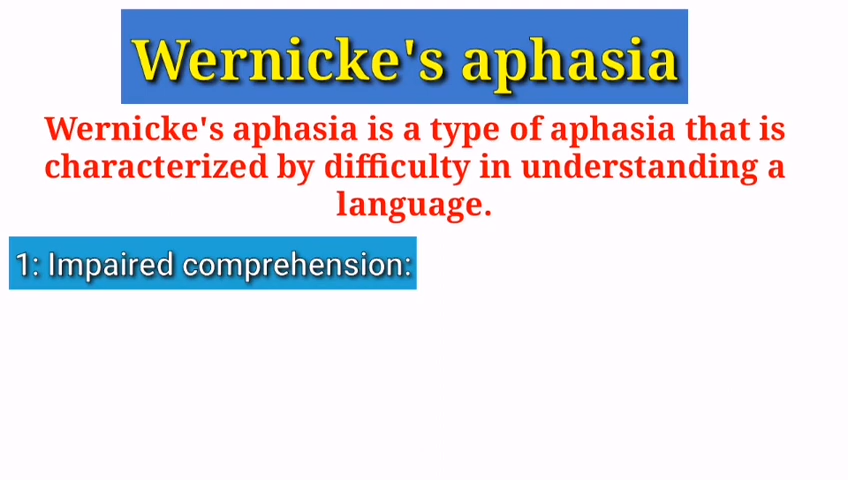 Wernicke's aphasia
Wernicke's aphasia is a type of aphasia that is
characterized by difficulty in understanding a
language.
1: Impaired comprehension: